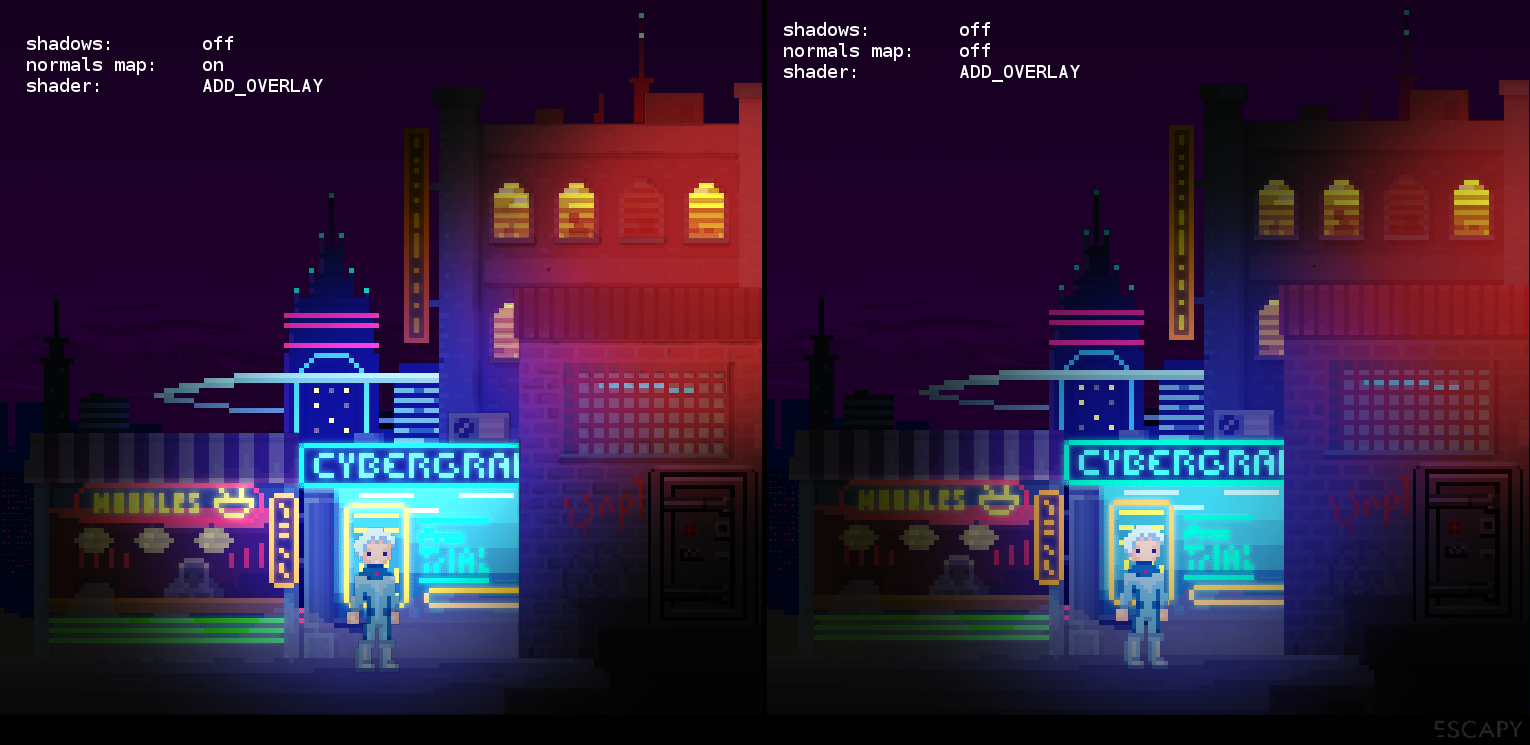 shadows: off
normals map: on
shader: ADD_OVERLAY
shadows: off
normals map: off
shader: ADD_OVERLAY
CYBERGRA
CYBERGRA
NOODLES
NOODLES
ESCAPY